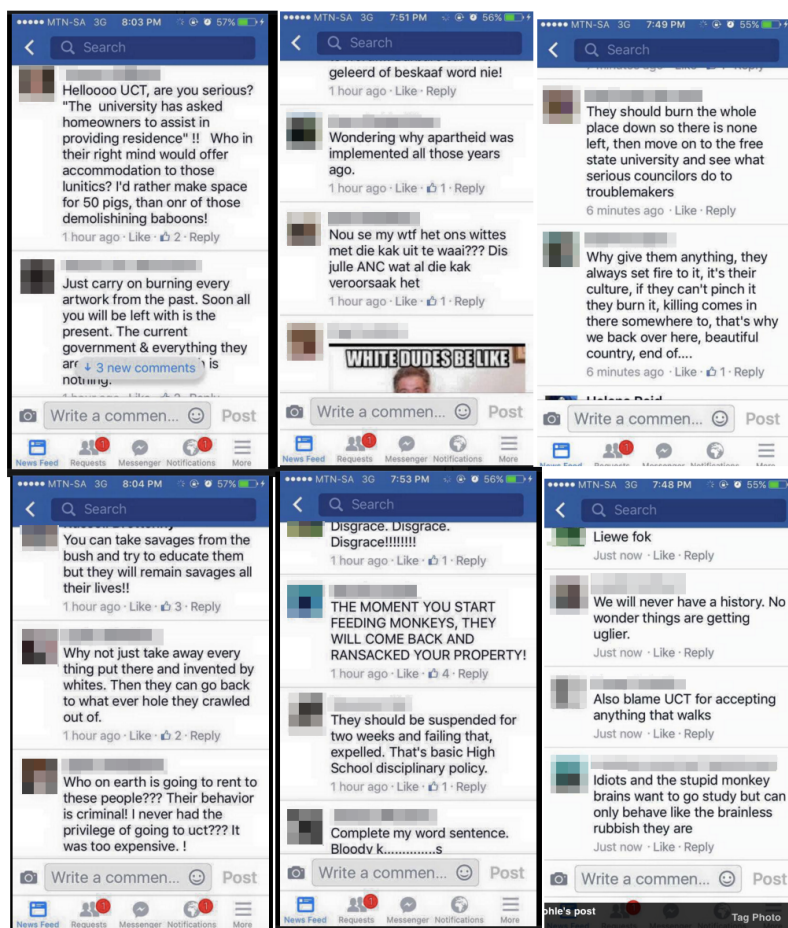 MTN-SA 3G 8:03 PM 57%
Search
Helloooo UCT, are you serious?
"The university has asked
homeowners to assist in
providing residence" !! Who in
their right mind would offer
accommodation to those
lunitics? I'd rather make space
for 50 pigs, than onr of those
demolishining baboons!
1 hour ago · Like · 2 · Reply
Just carry on burning every
artwork from the past. Soon all
you will be left with is the
present. The current
government & everything they
is
nothing.
↓ 3 new comments
Write a commen... Post
News Feed Requests Messenger Notifications More
MTN-SA 3G 7:51 PM 56%
Search
geleerd of beskaaf word nie!
1 hour ago · Like · Reply
Wondering why apartheid was
implemented all those years
ago.
1 hour ago · Like · 1 · Reply
Nou se my wtf het ons wittes
met die kak uit te waai??? Dis
julle ANC wat al die kak
veroorsaak het
1 hour ago · Like · 1 · Reply
WHITE DUDES BE LIKE
Write a commen... Post
News Feed Requests Messenger Notifications More
MTN-SA 3G 7:49 PM 55%
Search
They should burn the whole
place down so there is none
left, then move on to the free
state university and see what
serious councilors do to
troublemakers
6 minutes ago · Like · Reply
Why give them anything, they
always set fire to it, it's their
culture, if they can't pinch it
they burn it, killing comes in
there somewhere to, that's why
we back over here, beautiful
country, end of....
6 minutes ago · Like · 1 · Reply
Write a commen... Post
News Feed Requests Messenger Notifications More
MTN-SA 3G 8:04 PM 57%
Search
You can take savages from the
bush and try to educate them
but they will remain savages all
their lives!!
1 hour ago · Like · 3 · Reply
Why not just take away every
thing put there and invented by
whites. Then they can go back
to what ever hole they crawled
out of.
1 hour ago · Like · 2 · Reply
Who on earth is going to rent to
these people??? Their behavior
is criminal! I never had the
privilege of going to uct??? It
was too expensive. !
Write a commen... Post
News Feed Requests Messenger Notifications More
MTN-SA 3G 7:53 PM 56%
Search
Disgrace. Disgrace.
Disgrace!!!!!!!!
1 hour ago · Like · 1 · Reply
THE MOMENT YOU START
FEEDING MONKEYS, THEY
WILL COME BACK AND
RANSACKED YOUR PROPERTY!
1 hour ago · Like · 4 · Reply
They should be suspended for
two weeks and failing that,
expelled. That's basic High
School disciplinary policy.
1 hour ago · Like · 1 · Reply
Complete my word sentence.
Bloody k..............s
Write a commen... Post
News Feed Requests Messenger Notifications More
MTN-SA 3G 7:48 PM 55%
Search
Liewe fok
Just now · Like · Reply
We will never have a history. No
wonder things are getting
uglier.
Just now · Like · Reply
Also blame UCT for accepting
anything that walks
Just now · Like · Reply
Idiots and the stupid monkey
brains want to go study but can
only behave like the brainless
rubbish they are
Just now · Like · Reply
Write a commen... Post
ohle's post
Tag Photo